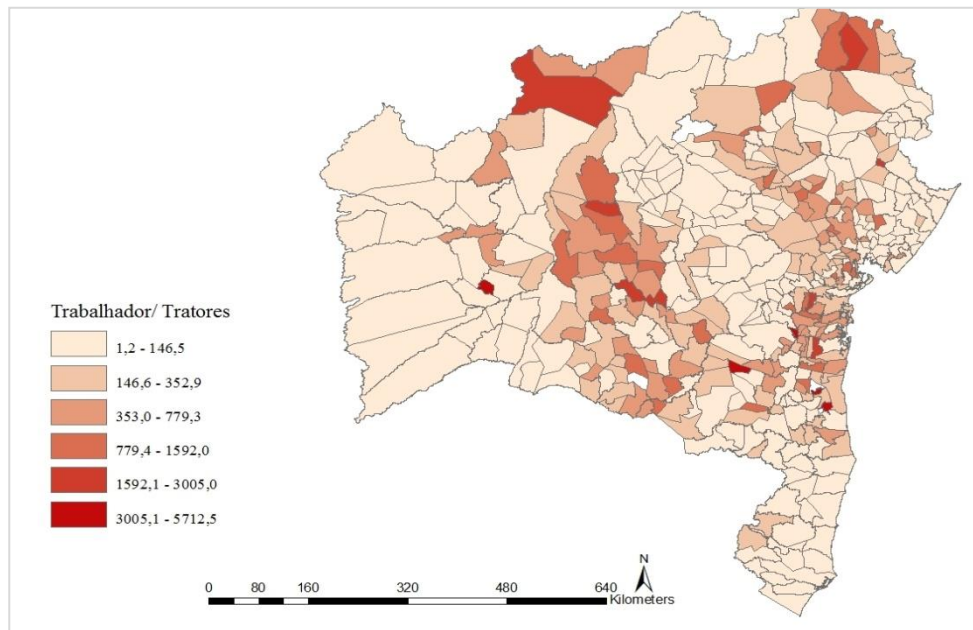 Trabalhador/ Tratores
1,2 - 146,5
146,6 - 352,9
353,0 - 779,3
779,4 - 1592,0
1592,1 - 3005,0
3005,1 - 5712,5
N
0 80 160 320 480 640
Kilometers